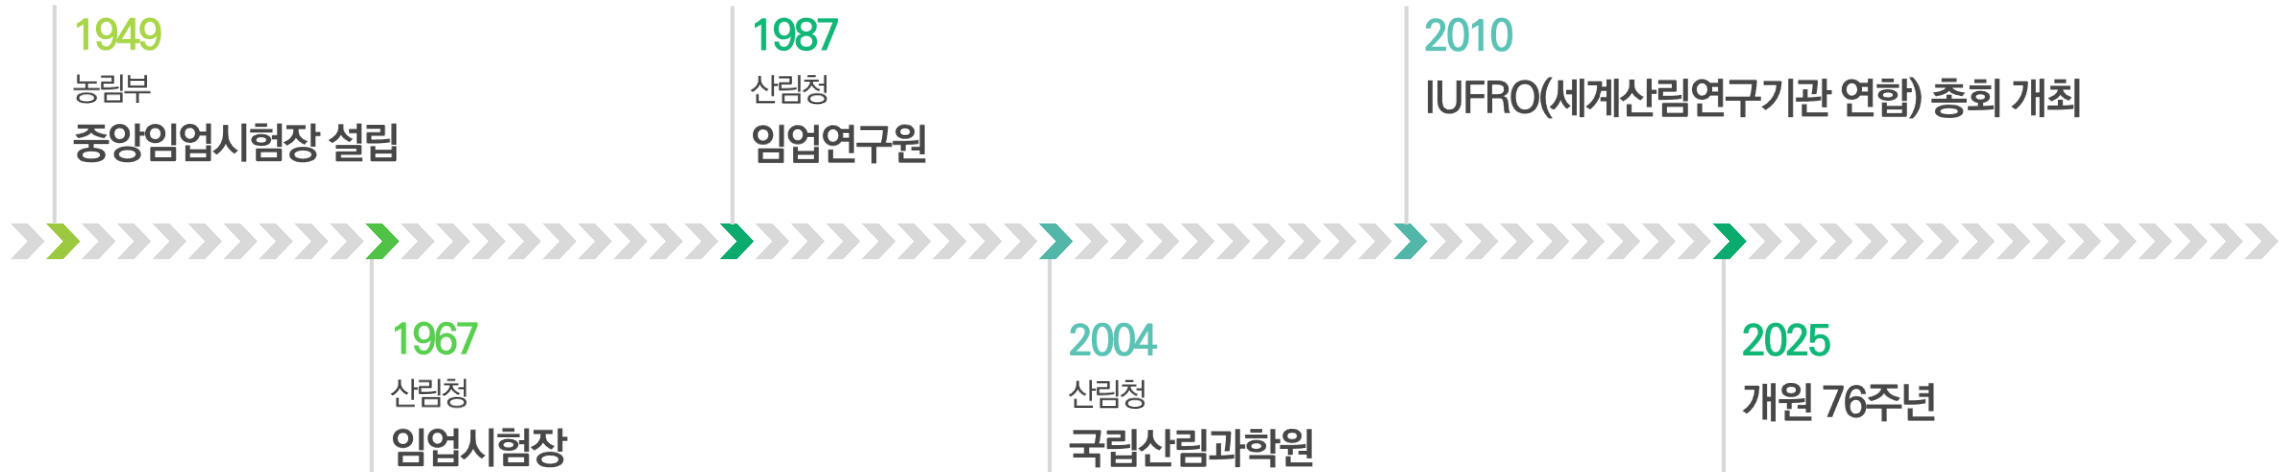 1949
농림부
중앙임업시험장 설립
1967
산림청
임업시험장
1987
산림청
임업연구원
2004
산림청
국립산림과학원
2010
IUFRO(세계산림연구기관 연합) 총회 개최
2025
개원 76주년